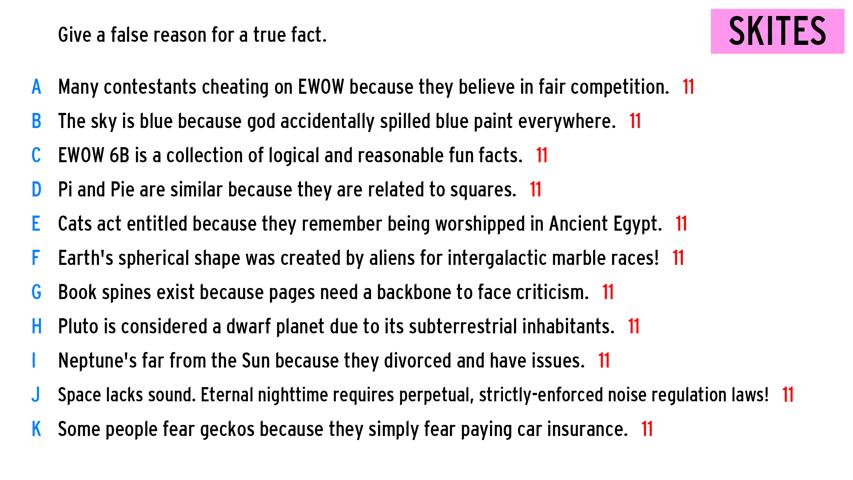 Give a false reason for a true fact.
SKITES
A Many contestants cheating on EWOW because they believe in fair competition. 11
B The sky is blue because god accidentally spilled blue paint everywhere. 11
C EWOW 6B is a collection of logical and reasonable fun facts. 11
D Pi and Pie are similar because they are related to squares. 11
E Cats act entitled because they remember being worshipped in Ancient Egypt. 11
F Earth's spherical shape was created by aliens for intergalactic marble races! 11
G Book spines exist because pages need a backbone to face criticism. 11
H Pluto is considered a dwarf planet due to its subterrestrial inhabitants. 11
I Neptune's far from the Sun because they divorced and have issues. 11
J Space lacks sound. Eternal nighttime requires perpetual, strictly-enforced noise regulation laws! 11
K Some people fear geckos because they simply fear paying car insurance. 11